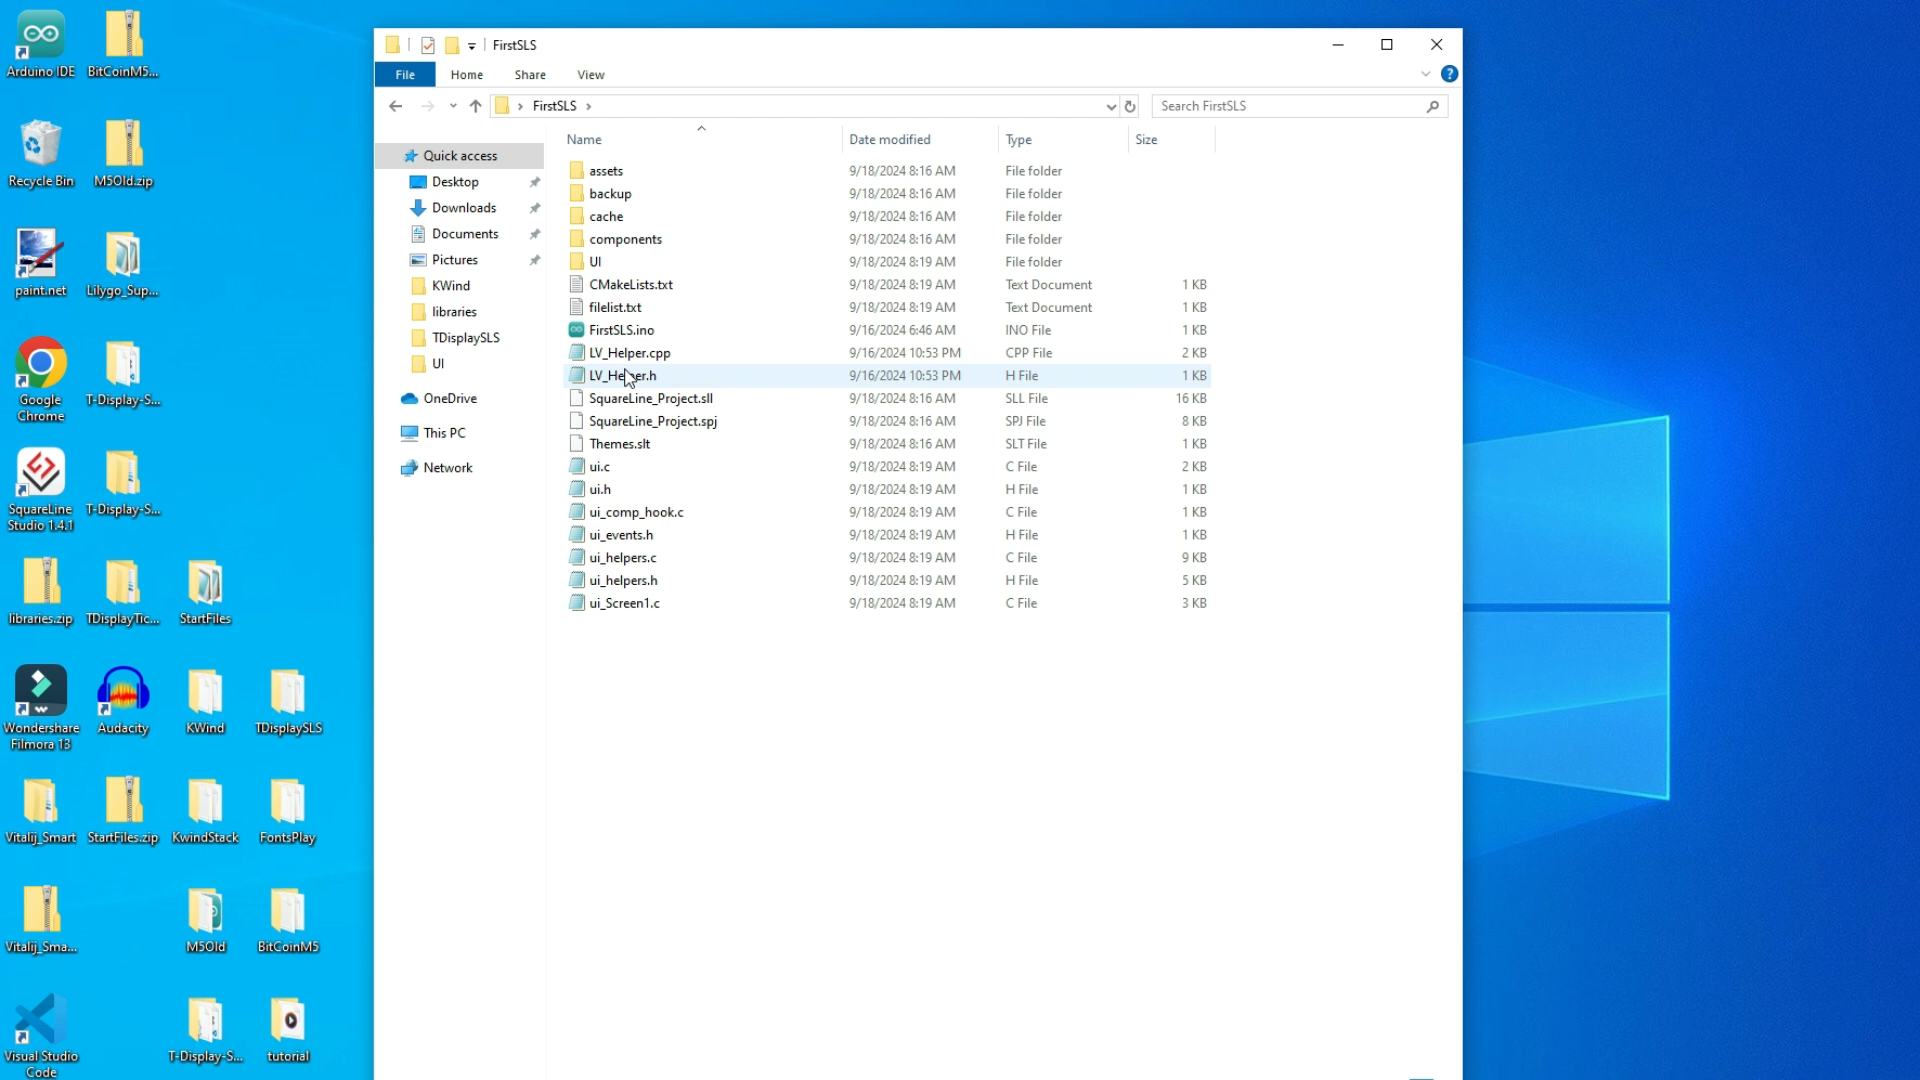 Arduino IDE
BitCoinM5...
Recycle Bin
M5Old.zip
paint.net
Lilygo_Sup...
Google
Chrome
T-Display-S...
SquareLine
Studio 1.4.1
T-Display-S...
libraries.zip
TDisplayTic...
StartFiles
Wondershare
Filmora 13
Audacity
KWind
TDisplaySLS
Vitalij_Smart
StartFiles.zip
KwindStack
FontsPlay
Vitalij_Sma...
M5Old
BitCoinM5
Visual Studio
Code
T-Display-S...
tutorial
FirstSLS
File Home Share View
FirstSLS
Search FirstSLS
Quick access
Desktop
Downloads
Documents
Pictures
KWind
libraries
TDisplaySLS
UI
OneDrive
This PC
Network
Name Date modified Type Size
assets 9/18/2024 8:16 AM File folder
backup 9/18/2024 8:16 AM File folder
cache 9/18/2024 8:16 AM File folder
components 9/18/2024 8:16 AM File folder
UI 9/18/2024 8:19 AM File folder
CMakeLists.txt 9/18/2024 8:19 AM Text Document 1 KB
filelist.txt 9/18/2024 8:19 AM Text Document 1 KB
FirstSLS.ino 9/16/2024 6:46 AM INO File 1 KB
LV_Helper.cpp 9/16/2024 10:53 PM CPP File 2 KB
LV_Helper.h 9/16/2024 10:53 PM H File 1 KB
SquareLine_Project.sll 9/18/2024 8:16 AM SLL File 16 KB
SquareLine_Project.spj 9/18/2024 8:16 AM SPJ File 8 KB
Themes.slt 9/18/2024 8:16 AM SLT File 1 KB
ui.c 9/18/2024 8:19 AM C File 2 KB
ui.h 9/18/2024 8:19 AM H File 1 KB
ui_comp_hook.c 9/18/2024 8:19 AM C File 1 KB
ui_events.h 9/18/2024 8:19 AM H File 1 KB
ui_helpers.c 9/18/2024 8:19 AM C File 9 KB
ui_helpers.h 9/18/2024 8:19 AM H File 5 KB
ui_Screen1.c 9/18/2024 8:19 AM C File 3 KB